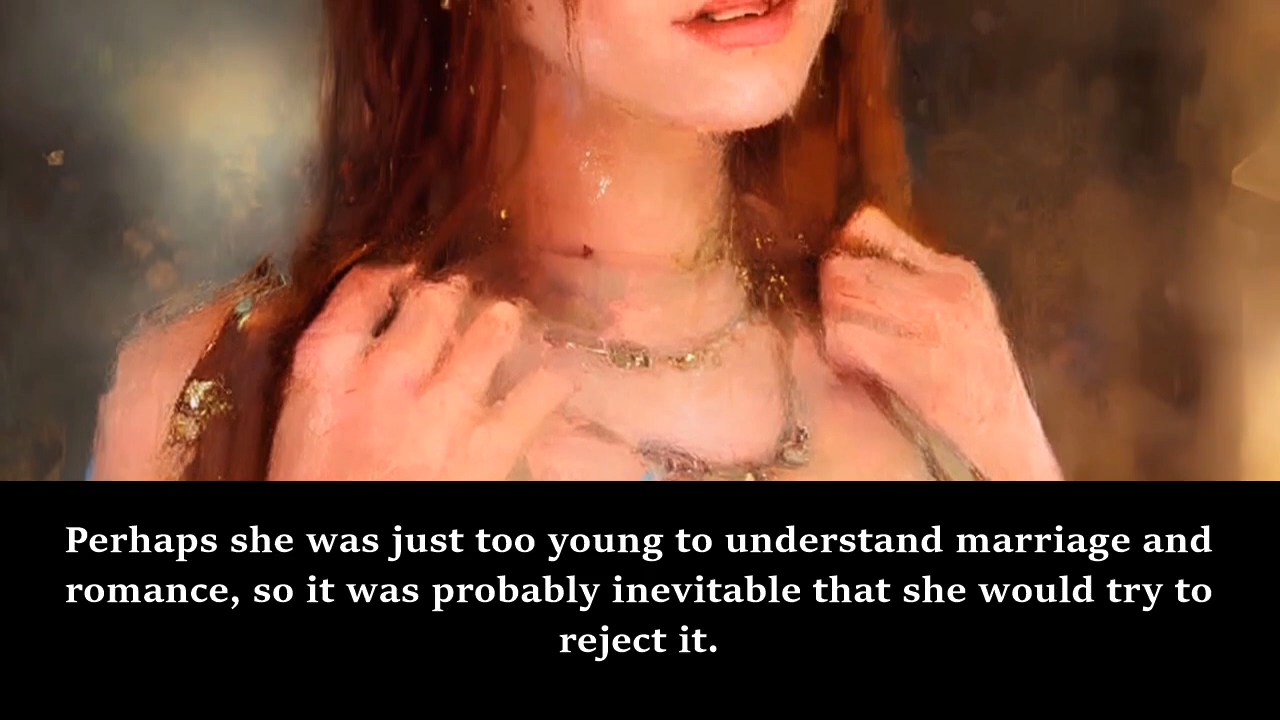 Perhaps she was just too young to understand marriage and
romance, so it was probably inevitable that she would try to
reject it.